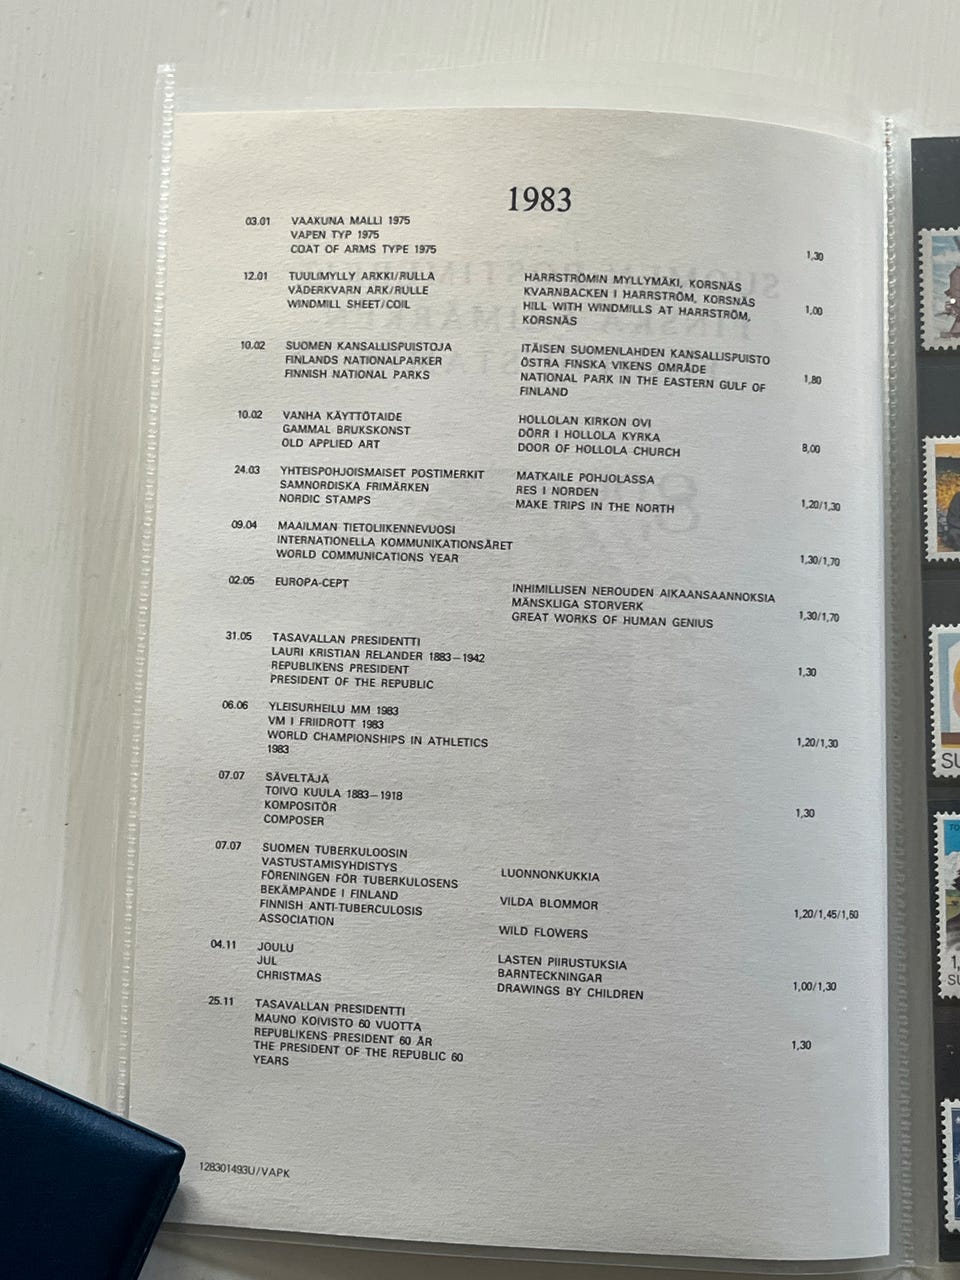 1983
03.01 VAAKUNA MALLI 1975
VAPEN TYP 1975
COAT OF ARMS TYPE 1975 1,30
12.01 TUULIMYLLY ARKKI/RULLA HARRSTRÖMIN MYLLYMÄKI, KORSNÄS
VÄDERKVARN ARK/RULLE KVARNBACKEN I HARRSTRÖM, KORSNÄS
WINDMILL SHEET/COIL HILL WITH WINDMILLS AT HARRSTRÖM, 1,00
KORSNÄS
10.02 SUOMEN KANSALLISPUISTOJA ITÄISEN SUOMENLAHDEN KANSALLISPUISTO
FINLANDS NATIONALPARKER ÖSTRA FINSKA VIKENS OMRÅDE
FINNISH NATIONAL PARKS NATIONAL PARK IN THE EASTERN GULF OF 1,80
FINLAND
10.02 VANHA KÄYTTÖTAIDE HOLLOLAN KIRKON OVI
GAMMAL BRUKSKONST DÖRR I HOLLOLA KYRKA
OLD APPLIED ART DOOR OF HOLLOLA CHURCH 8,00
24.03 YHTEISPOHJOISMAISET POSTIMERKIT MATKAILE POHJOLASSA
SAMNORDISKA FRIMÄRKEN RES I NORDEN
NORDIC STAMPS MAKE TRIPS IN THE NORTH 1,20/1,30
09.04 MAAILMAN TIETOLIIKENNEVUOSI
INTERNATIONELLA KOMMUNIKATIONSÅRET
WORLD COMMUNICATIONS YEAR 1,30/1,70
02.05 EUROPA-CEPT INHIMILLISEN NEROUDEN AIKAANSAANNOKSIA
MÄNSKLIGA STORVERK
GREAT WORKS OF HUMAN GENIUS 1,30/1,70
31.05 TASAVALLAN PRESIDENTTI
LAURI KRISTIAN RELANDER 1883–1942
REPUBLIKENS PRESIDENT
PRESIDENT OF THE REPUBLIC 1,30
06.06 YLEISURHEILU MM 1983
VM I FRIIDROTT 1983
WORLD CHAMPIONSHIPS IN ATHLETICS 1,20/1,30
1983
07.07 SÄVELTÄJÄ
TOIVO KUULA 1883–1918
KOMPOSITÖR
COMPOSER 1,30
07.07 SUOMEN TUBERKULOOSIN
VASTUSTAMISYHDISTYS LUONNONKUKKIA
FÖRENINGEN FÖR TUBERKULOSENS
BEKÄMPANDE I FINLAND VILDA BLOMMOR
FINNISH ANTI-TUBERCULOSIS 1,20/1,45/1,60
ASSOCIATION WILD FLOWERS
04.11 JOULU LASTEN PIIRUSTUKSIA
JUL BARNTECKNINGAR
CHRISTMAS DRAWINGS BY CHILDREN 1,00/1,30
25.11 TASAVALLAN PRESIDENTTI
MAUNO KOIVISTO 60 VUOTTA
REPUBLIKENS PRESIDENT 60 ÅR
THE PRESIDENT OF THE REPUBLIC 60 1,30
YEARS
128301493U/VAPK